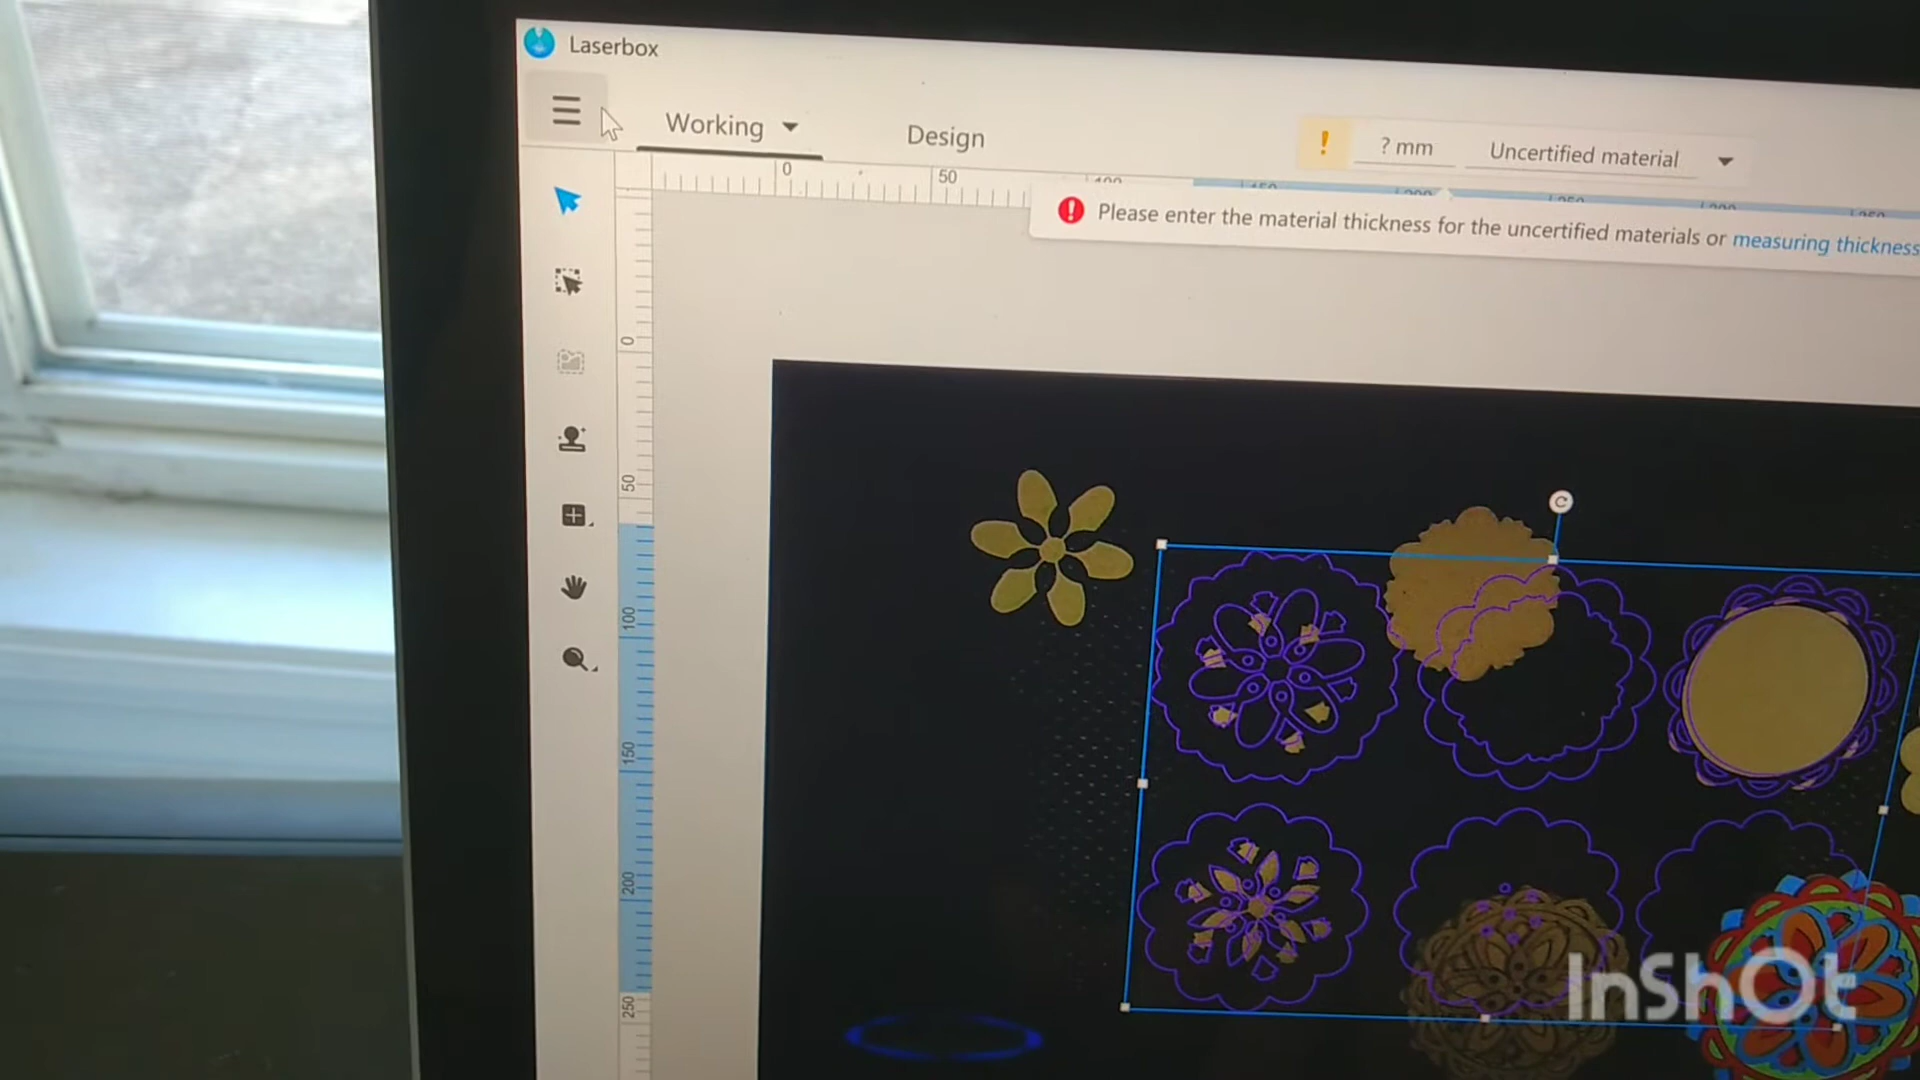 Laserbox
Working
Design
! ? mm Uncertified material
0 50
Please enter the material thickness for the uncertified materials or measuring thickness
0
50
100
150
200
250
InShOt